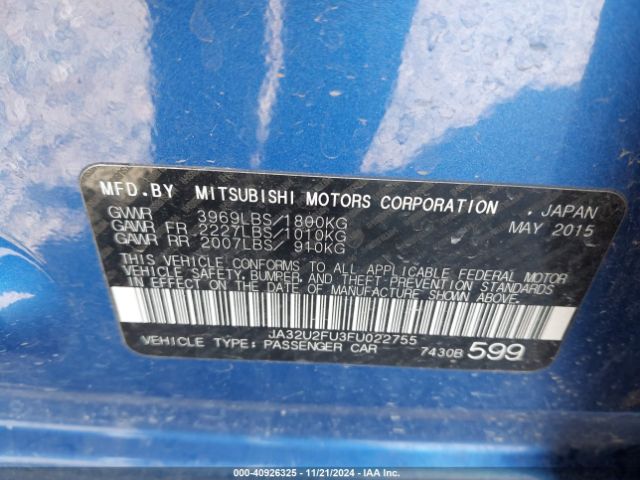 MFD.BY MITSUBISHI MOTORS CORPORATION . JAPAN
GVWR 3969LBS/1800KG MAY 2015
GAWR FR 2227LBS/1010KG
GAWR RR 2007LBS/ 910KG
THIS VEHICLE CONFORMS TO ALL APPLICABLE FEDERAL MOTOR
VEHICLE SAFETY,BUMPER, AND THEFT PREVENTION STANDARDS
IN EFFECT ON THE DATE OF MANUFACTURE SHOWN ABOVE.
JA32U2FU3FU022755
VEHICLE TYPE: PASSENGER CAR 7430B 599
000-40926325 - 11/21/2024 - IAA Inc.